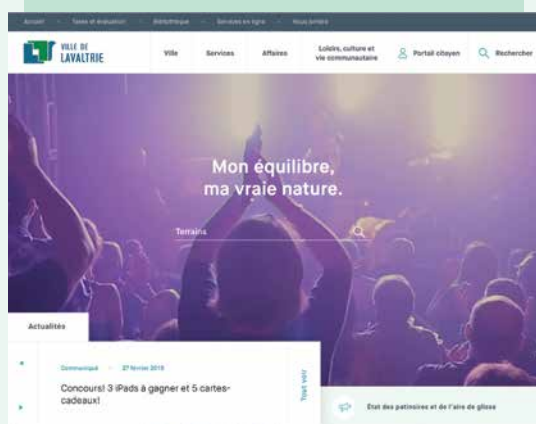 Accueil
Taxes et évaluation
Bibliothèque
Services en ligne
Nous joindre
VILLE DE
LAVALTRIE
Ville
Services
Affaires
Loisirs, culture et
vie communautaire
Portail citoyen
Rechercher
Mon équilibre,
ma vraie nature.
Terrains
Actualités
Communiqué
27 février 2018
Concours! 3 iPads à gagner et 5 cartes-
cadeaux!
Tout voir
État des patinoires et de l'aire de glisse